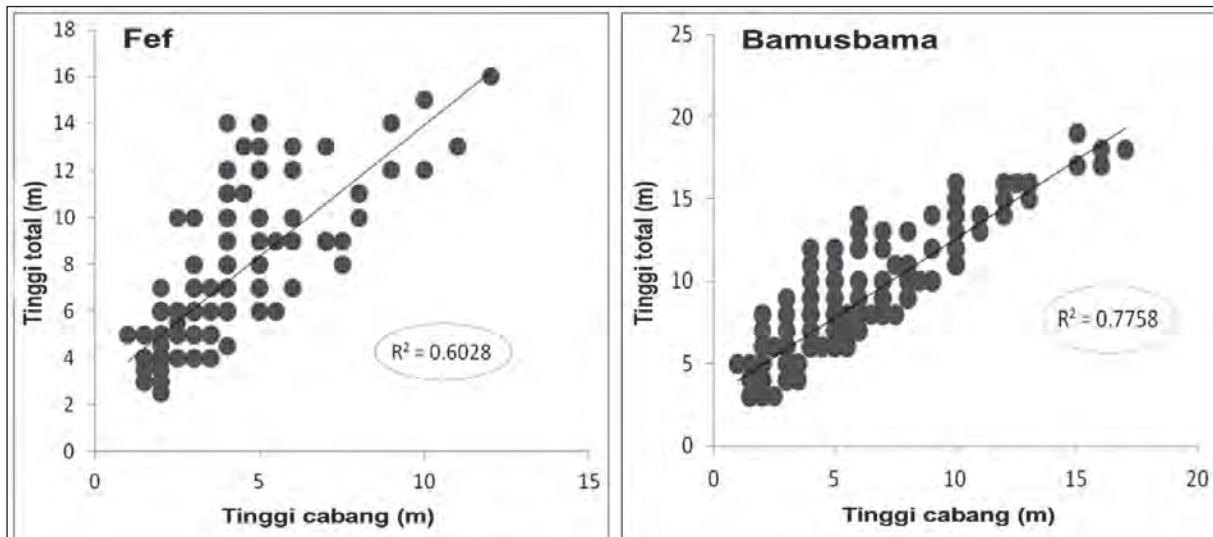 Fef
18
16
14
12
10
8
6
4
2
0
Tinggi total (m)
R² = 0.6028
0 5 10 15
Tinggi cabang (m)
Bamusbama
25
20
15
10
5
0
Tinggi total (m)
R² = 0.7758
0 5 10 15 20
Tinggi cabang (m)